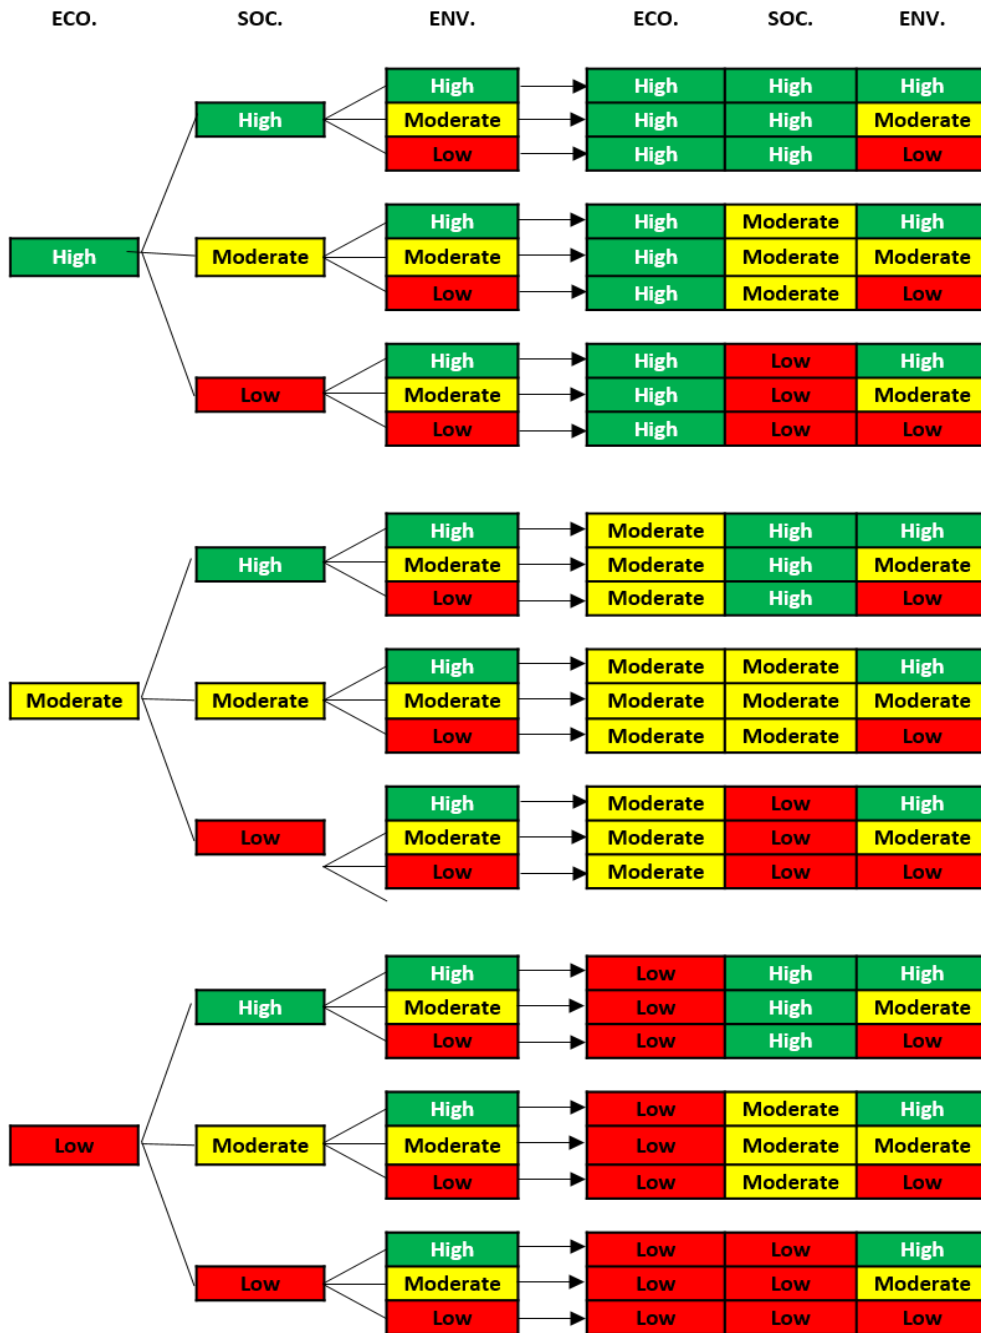 ECO. SOC. ENV. ECO. SOC. ENV.
High High High High
High Moderate High High Moderate
Low High High Low
High High Moderate High
High Moderate Moderate High Moderate Moderate
Low High Moderate Low
High High Low High
Low Moderate High Low Moderate
Low High Low Low
High Moderate High High
High Moderate Moderate High Moderate
Low Moderate High Low
High Moderate Moderate High
Moderate Moderate Moderate Moderate Moderate Moderate
Low Moderate Moderate Low
High Moderate Low High
Low Moderate Moderate Low Moderate
Low Moderate Low Low
High Low High High
High Moderate Low High Moderate
Low Low High Low
High Low Moderate High
Low Moderate Moderate Low Moderate Moderate
Low Low Moderate Low
High Low Low High
Low Moderate Low Low Moderate
Low Low Low Low